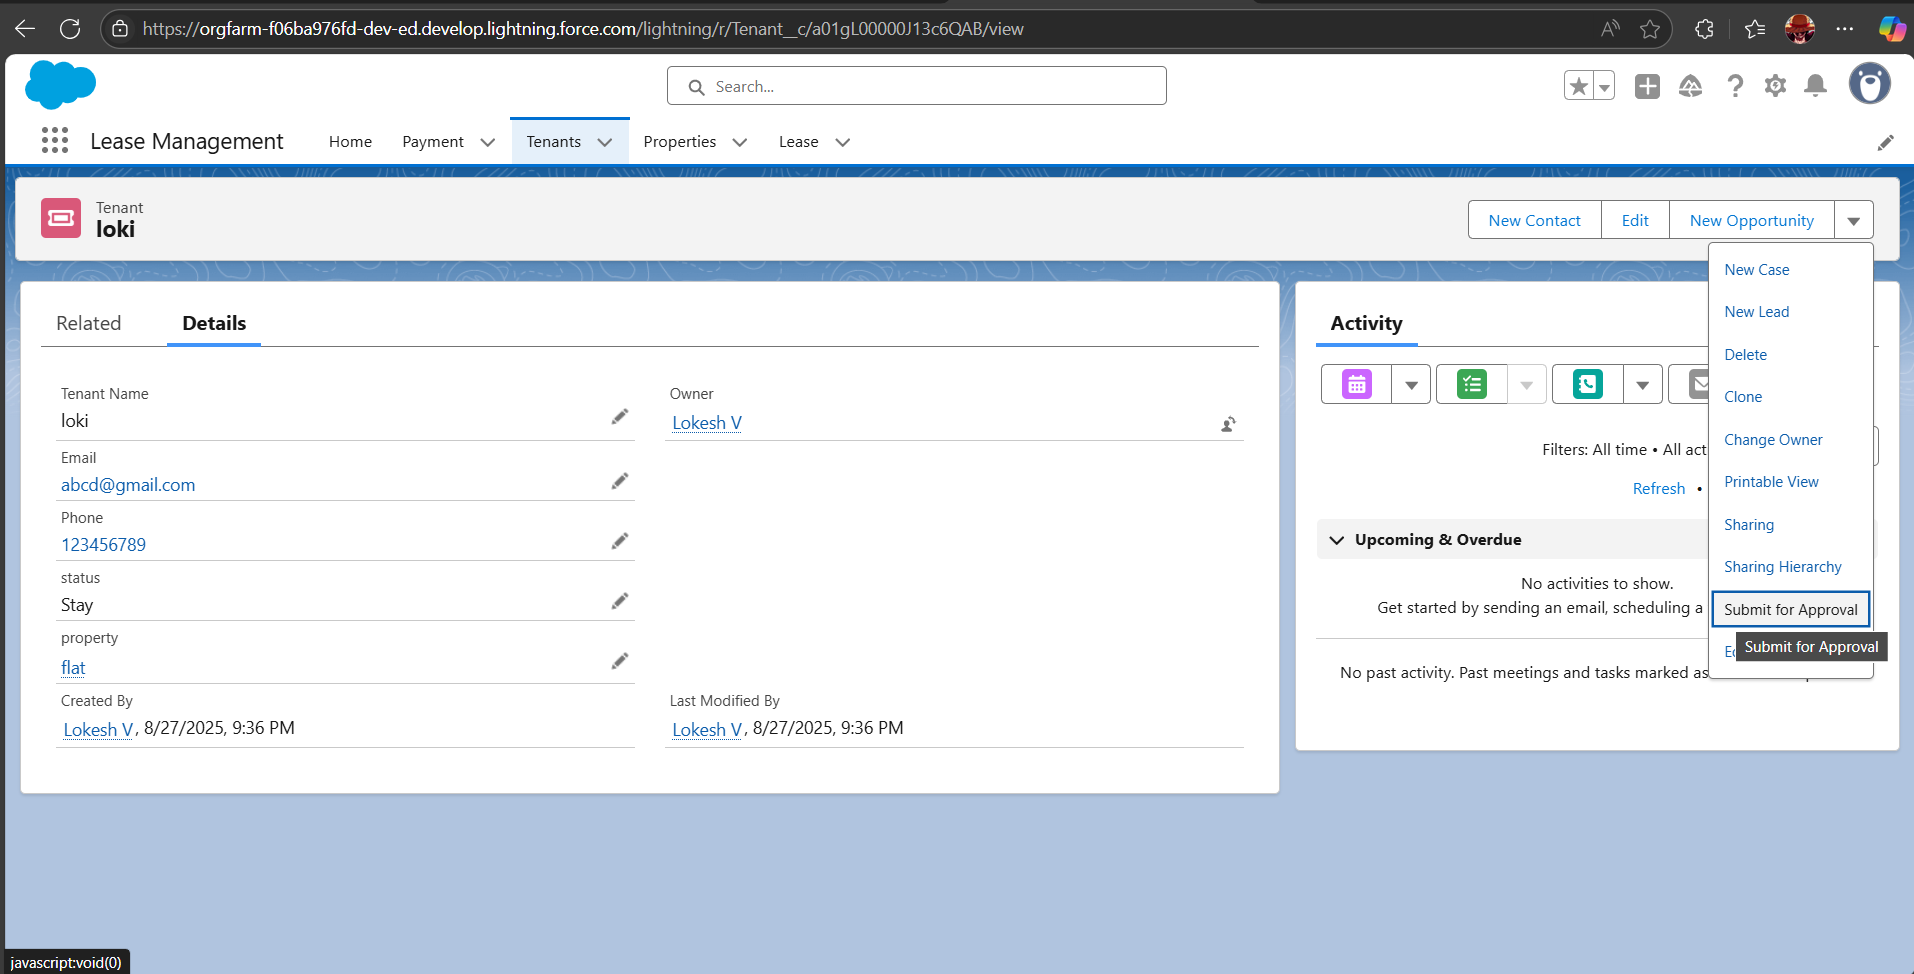 https://orgfarm-f06ba976fd-dev-ed.develop.lightning.force.com/lightning/r/Tenant__c/a01gL00000J13c6QAB/view
Search...
Lease Management Home Payment Tenants Properties Lease
Tenant
loki
New Contact Edit New Opportunity
New Case
New Lead
Delete
Clone
Change Owner
Printable View
Sharing
Sharing Hierarchy
Submit for Approval
Submit for Approval
Related Details
Tenant Name
loki
Owner
Lokesh V
Email
abcd@gmail.com
Phone
123456789
status
Stay
property
flat
Created By
Lokesh V, 8/27/2025, 9:36 PM
Last Modified By
Lokesh V, 8/27/2025, 9:36 PM
Activity
Filters: All time • All act
Refresh •
Upcoming & Overdue
No activities to show.
Get started by sending an email, scheduling a
No past activity. Past meetings and tasks marked as
javascript:void(0)